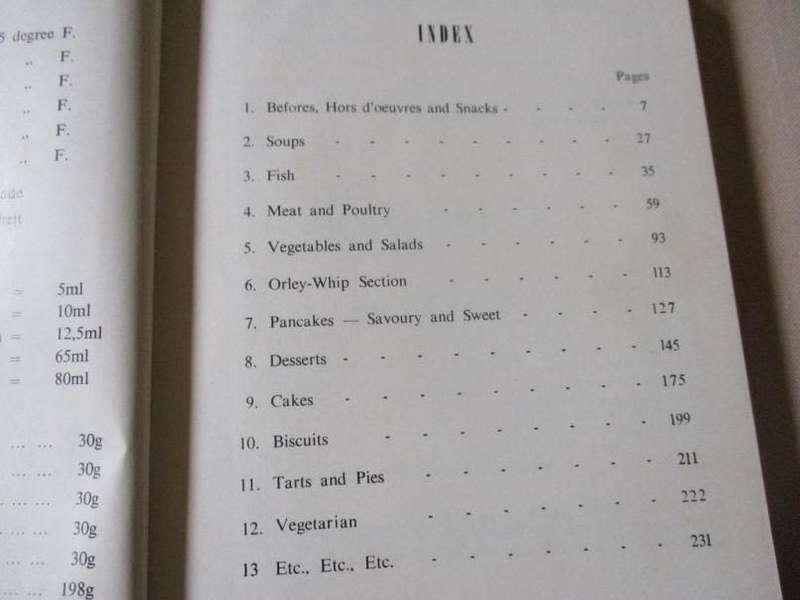 5 degree F.
,, F.
,, F.
,, F.
,, F.
,, F.
= 5ml
= 10ml
= 12,5ml
= 65ml
= 80ml
... ... 30g
... ... 30g
... ... 30g
... ... 30g
... ... 30g
... ... 198g
INDEX
Pages
1. Befores, Hors d'oeuvres and Snacks - - - - 7
2. Soups - - - - - - - - - 27
3. Fish - - - - - - - - - 35
4. Meat and Poultry - - - - - - 59
5. Vegetables and Salads - - - - - - 93
6. Orley-Whip Section - - - - - - 113
7. Pancakes — Savoury and Sweet - - - - 127
8. Desserts - - - - - - - - - 145
9. Cakes - - - - - - - - - 175
10. Biscuits - - - - - - - - 199
11. Tarts and Pies - - - - - - - 211
12. Vegetarian - - - - - - - 222
13 Etc., Etc., Etc. - - - - - - - 231